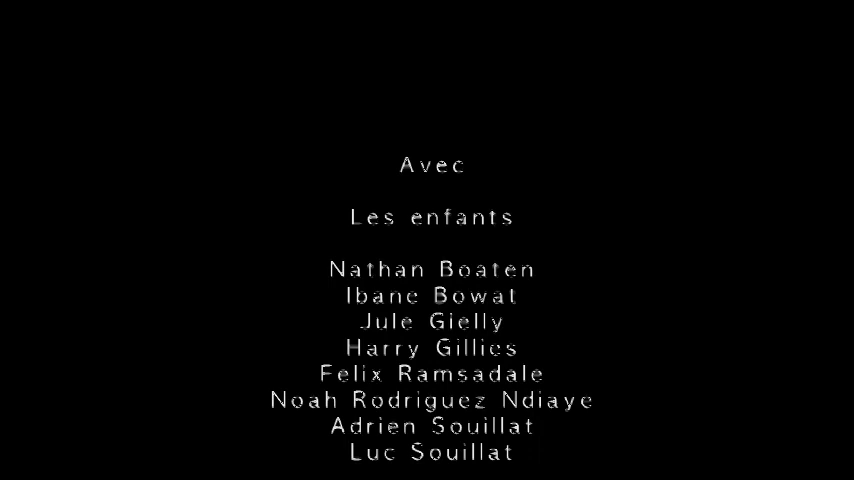 Avec
Les enfants
Nathan Boaten
Ibane Bowat
Jule Gielly
Harry Gillies
Felix Ramsadale
Noah Rodriguez Ndiaye
Adrien Souillat
Luc Souillat